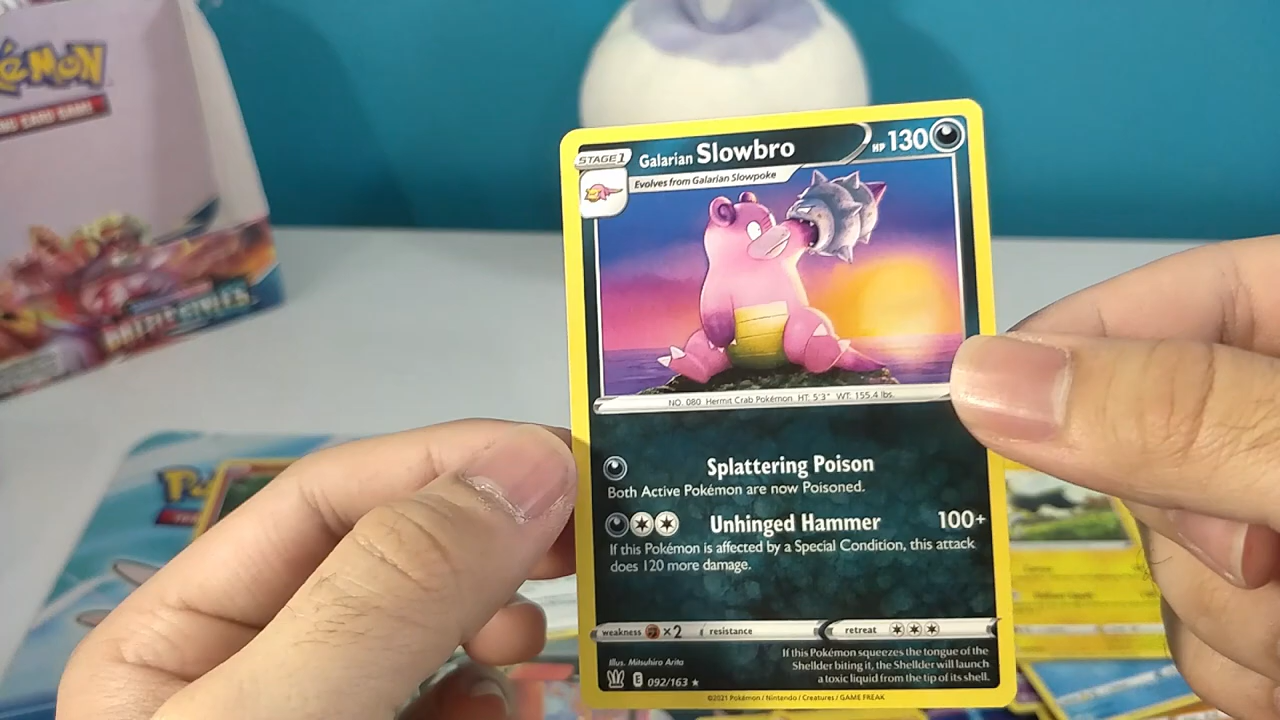 Pokémon
BATTLE STYLES
STAGE 1
Galarian Slowbro
HP 130
Evolves from Galarian Slowpoke
NO. 080 Hermit Crab Pokémon HT: 5'3" WT: 155.4 lbs.
Splattering Poison
Both Active Pokémon are now Poisoned.
Unhinged Hammer 100+
If this Pokémon is affected by a Special Condition, this attack
does 120 more damage.
weakness ×2 resistance retreat
Illus. Mitsuhiro Arita
If this Pokémon squeezes the tongue of the
Shellder biting it, the Shellder will launch
a toxic liquid from the tip of its shell.
E 092/163 ★
©2021 Pokémon / Nintendo / Creatures / GAME FREAK